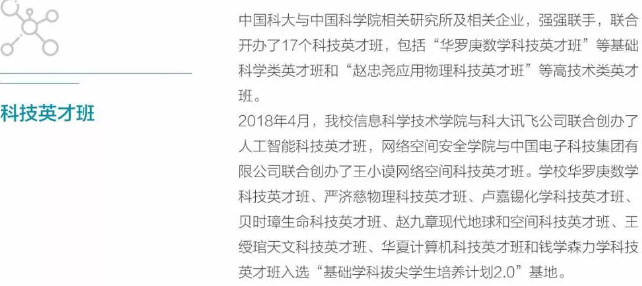 科技英才班
中国科大与中国科学院相关研究所及相关企业，强强联手，联合
开办了17个科技英才班，包括“华罗庚数学科技英才班”等基础
科学类英才班和“赵忠尧应用物理科技英才班”等高技术类英才
班。
2018年4月，我校信息科学技术学院与科大讯飞公司联合创办了
人工智能科技英才班，网络空间安全学院与中国电子科技集团有
限公司联合创办了王小谟网络空间科技英才班。学校华罗庚数学
科技英才班、严济慈物理科技英才班、卢嘉锡化学科技英才班、
贝时璋生命科技英才班、赵九章现代地球和空间科技英才班、王
绶琯天文科技英才班、华夏计算机科技英才班和钱学森力学科技
英才班入选“基础学科拔尖学生培养计划2.0”基地。